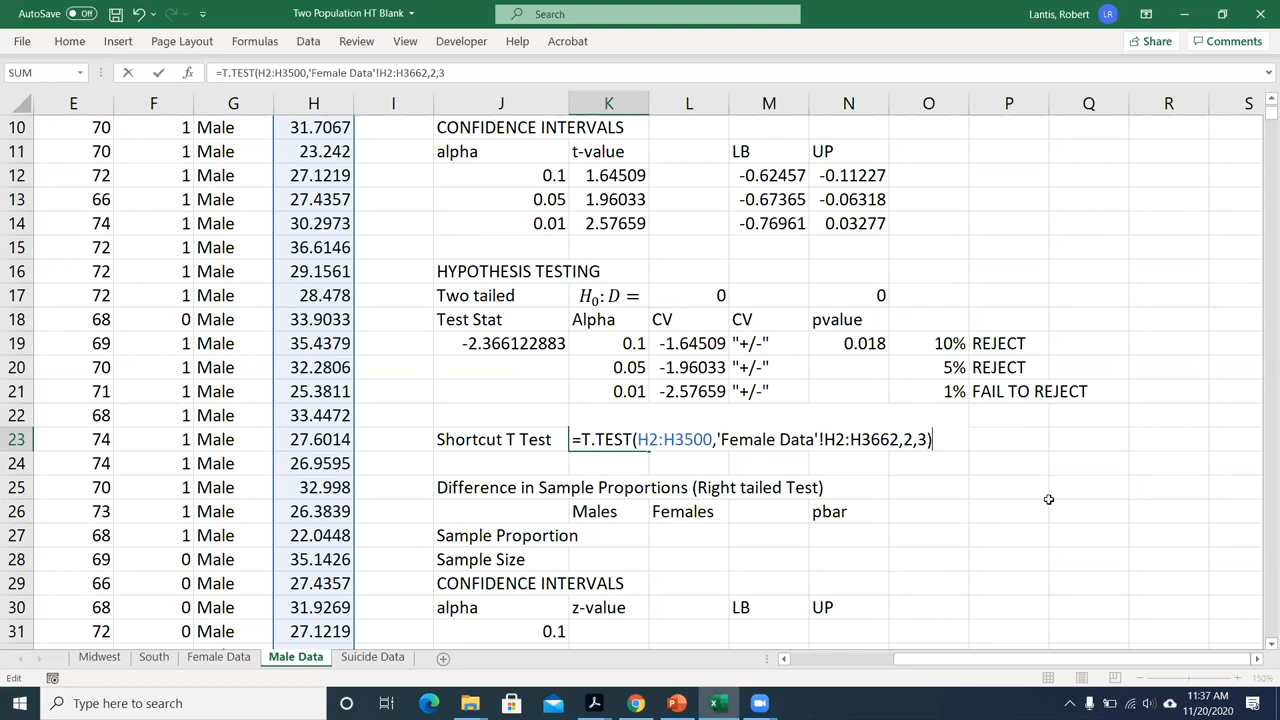 AutoSave Off Two Population HT Blank Search Lantis, Robert LR
File Home Insert Page Layout Formulas Data Review View Developer Help Acrobat Share Comments
SUM =T.TEST(H2:H3500,'Female Data'!H2:H3662,2,3
E F G H I J K L M N O P Q R S
10 70 1 Male 31.7067 CONFIDENCE INTERVALS
11 70 1 Male 23.242 alpha t-value LB UP
12 72 1 Male 27.1219 0.1 1.64509 -0.62457 -0.11227
13 66 1 Male 27.4357 0.05 1.96033 -0.67365 -0.06318
14 74 1 Male 30.2973 0.01 2.57659 -0.76961 0.03277
15 72 1 Male 36.6146
16 72 1 Male 29.1561 HYPOTHESIS TESTING
17 72 1 Male 28.478 Two tailed H₀: D = 0 0
18 68 0 Male 33.9033 Test Stat Alpha CV CV pvalue
19 69 1 Male 35.4379 -2.366122883 0.1 -1.64509 "+/-" 0.018 10% REJECT
20 70 1 Male 32.2806 0.05 -1.96033 "+/-" 5% REJECT
21 71 1 Male 25.3811 0.01 -2.57659 "+/-" 1% FAIL TO REJECT
22 68 1 Male 33.4472
23 74 1 Male 27.6014 Shortcut T Test =T.TEST(H2:H3500,'Female Data'!H2:H3662,2,3)
24 74 1 Male 26.9595
25 70 1 Male 32.998 Difference in Sample Proportions (Right tailed Test)
26 73 1 Male 26.3839 Males Females pbar
27 68 1 Male 22.0448 Sample Proportion
28 69 0 Male 35.1426 Sample Size
29 66 0 Male 27.4357 CONFIDENCE INTERVALS
30 68 0 Male 31.9269 alpha z-value LB UP
31 72 0 Male 27.1219 0.1
Midwest South Female Data Male Data Suicide Data
Edit 150%
Type here to search 11:37 AM
11/20/2020